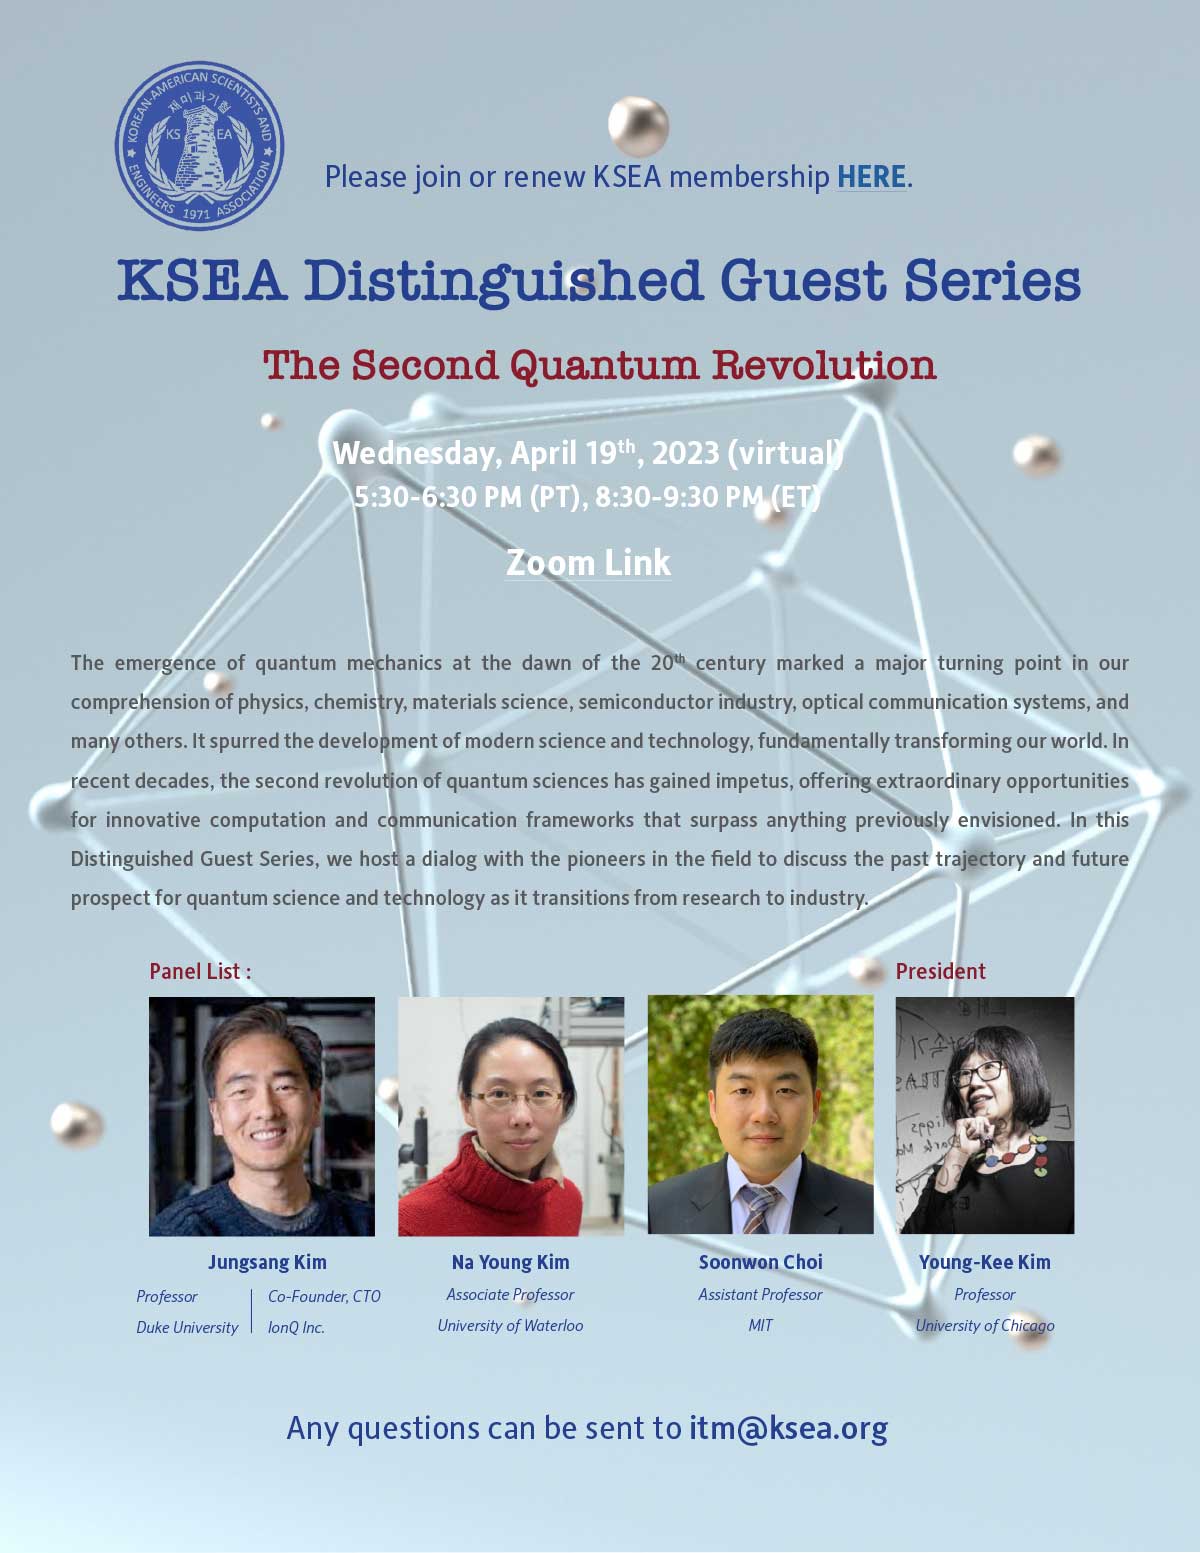 KOREAN-AMERICAN SCIENTISTS AND
ENGINEERS 1971 ASSOCIATION
재미과기협
KS EA
Please join or renew KSEA membership HERE.
KSEA Distinguished Guest Series
The Second Quantum Revolution
Wednesday, April 19th, 2023 (virtual)
5:30-6:30 PM (PT), 8:30-9:30 PM (ET)
Zoom Link
The emergence of quantum mechanics at the dawn of the 20th century marked a major turning point in our
comprehension of physics, chemistry, materials science, semiconductor industry, optical communication systems, and
many others. It spurred the development of modern science and technology, fundamentally transforming our world. In
recent decades, the second revolution of quantum sciences has gained impetus, offering extraordinary opportunities
for innovative computation and communication frameworks that surpass anything previously envisioned. In this
Distinguished Guest Series, we host a dialog with the pioneers in the field to discuss the past trajectory and future
prospect for quantum science and technology as it transitions from research to industry.
Panel List :
President
Jungsang Kim
Professor
Duke University
Co-Founder, CTO
IonQ Inc.
Na Young Kim
Associate Professor
University of Waterloo
Soonwon Choi
Assistant Professor
MIT
Young-Kee Kim
Professor
University of Chicago
Any questions can be sent to itm@ksea.org